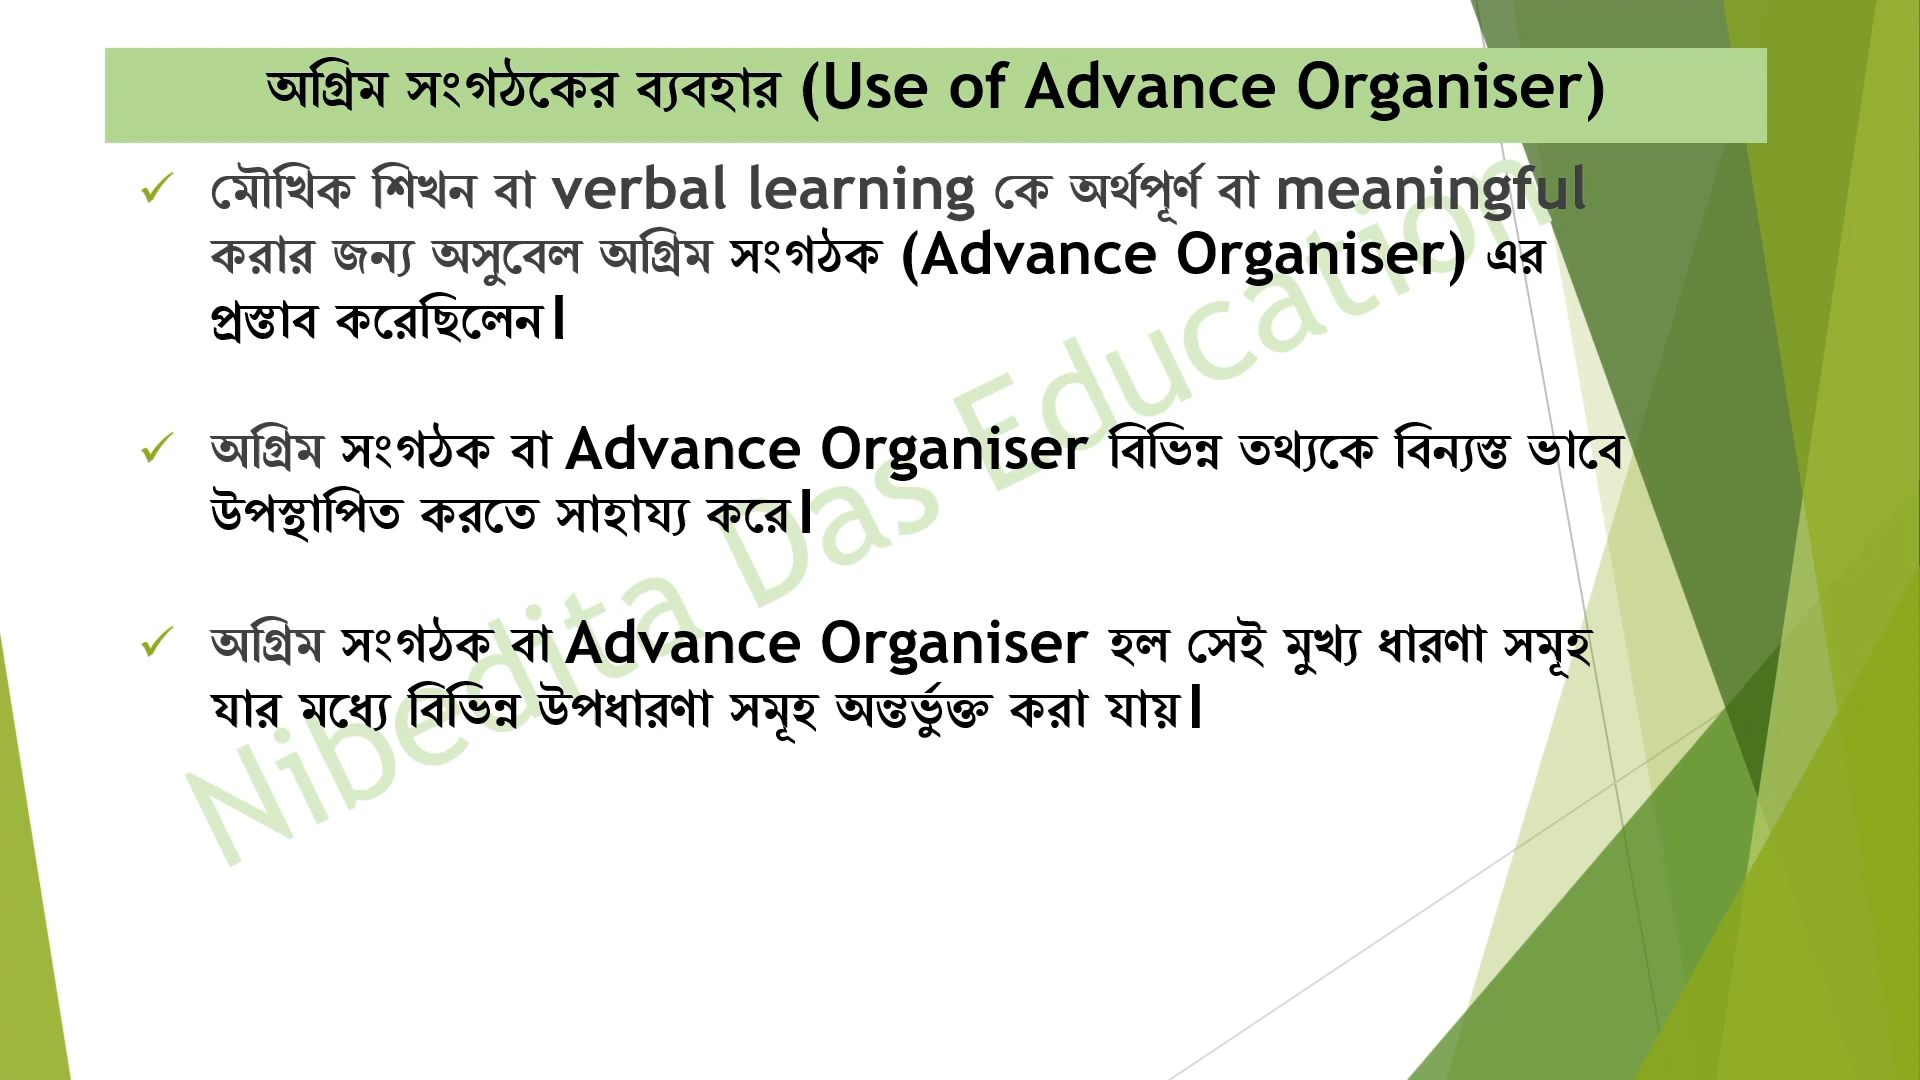 অগ্রিম সংগঠকের ব্যবহার (Use of Advance Organiser)
✓ মৌখিক শিখন বা verbal learning কে অর্থপূর্ণ বা meaningful
করার জন্য অসুবেল অগ্রিম সংগঠক (Advance Organiser) এর
প্রস্তাব করেছিলেন।
✓ অগ্রিম সংগঠক বা Advance Organiser বিভিন্ন তথ্যকে বিন্যস্ত ভাবে
উপস্থাপিত করতে সাহায্য করে।
✓ অগ্রিম সংগঠক বা Advance Organiser হল সেই মুখ্য ধারণা সমূহ
যার মধ্যে বিভিন্ন উপধারণা সমূহ অন্তর্ভুক্ত করা যায়।
Nibedita Das Education